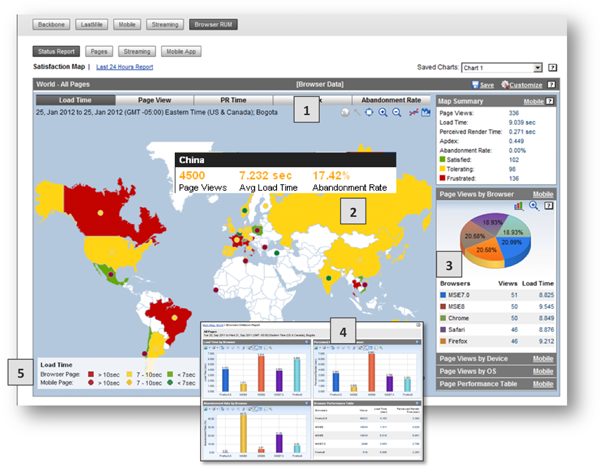 Backbone LastMile Mobile Streaming Browser RUM
Status Report Pages Streaming Mobile App
Satisfaction Map | Last 24 Hours Report
Saved Charts: Chart 1 ?
World - All Pages [Browser Data] Save Customize ?
Load Time Page View PR Time Abandonment Rate
25, Jan 2012 to 25, Jan 2012 (GMT -05:00) Eastern Time (US & Canada); Bogota
1
China
4500 7.232 sec 17.42%
Page Views Avg Load Time Abandonment Rate
2
Map Summary Mobile ?
Page Views: 336
Load Time: 9.039 sec
Perceived Render Time: 0.271 sec
Apdex: 0.449
Abandonment Rate: 0.00%
Satisfied: 102
Tolerating: 98
Frustrated: 136
Page Views by Browser Mobile
?
18.93% 18.93%
20.58% 20.99%
20.58%
3
Browsers Views Load Time
MSIE7.0 51 8.825
MSIE8 50 9.545
Chrome 50 8.849
Safari 46 8.876
Firefox 46 9.212
Page Views by Device Mobile
Page Views by OS Mobile
Page Performance Table Mobile
4
5
Load Time
Browser Page: > 10sec 7 - 10sec < 7sec
Mobile Page: > 10sec 7 - 10sec < 7sec